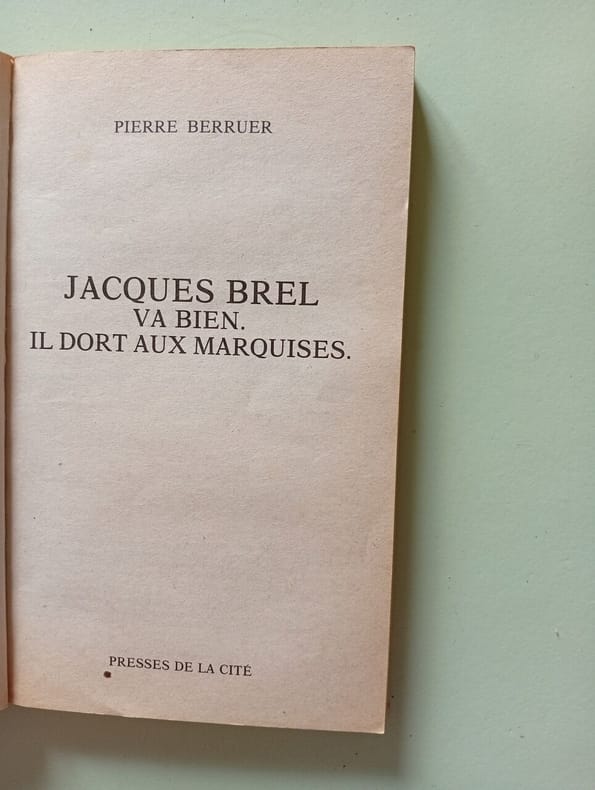 PIERRE BERRUER
JACQUES BREL
VA BIEN.
IL DORT AUX MARQUISES.
PRESSES DE LA CITÉ